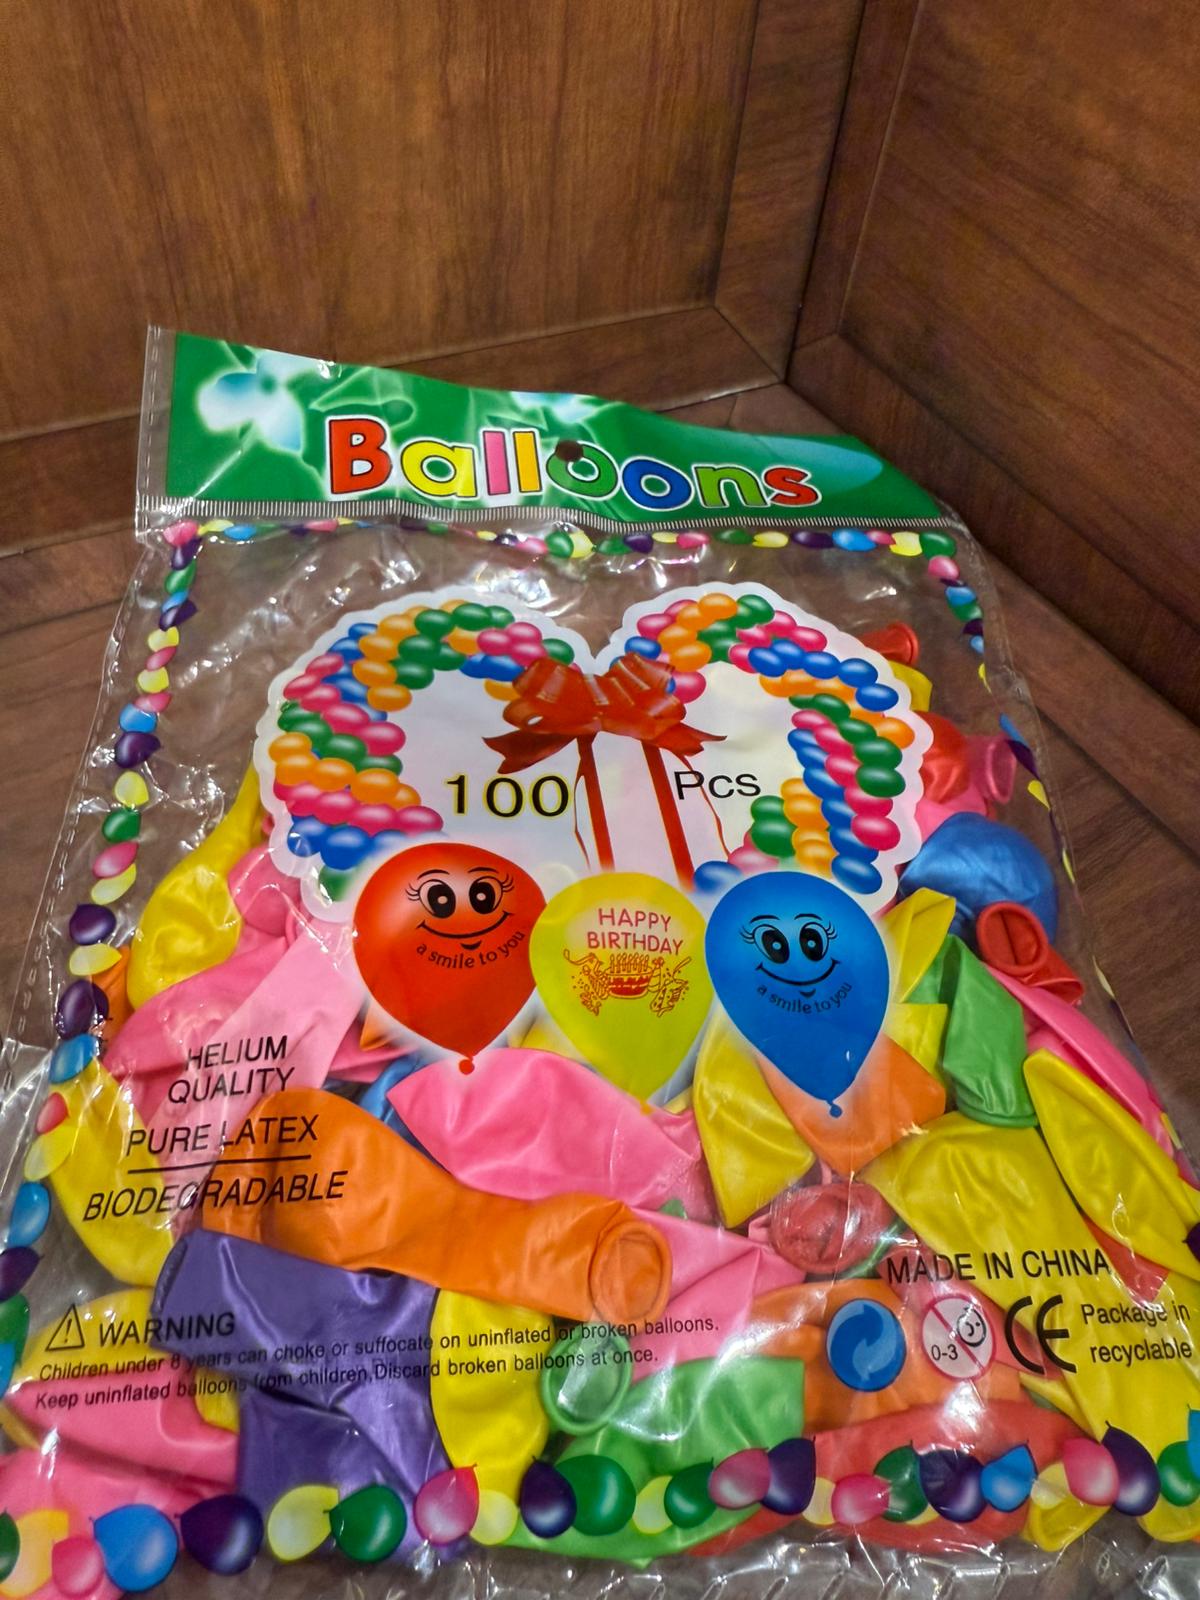 Balloons
100 Pcs
a smile to you
HAPPY
BIRTHDAY
a smile to you
HELIUM
QUALITY
PURE LATEX
BIODEGRADABLE
MADE IN CHINA
WARNING
Children under 8 years can choke or suffocate on uninflated or broken balloons.
Keep uninflated balloons from children,Discard broken balloons at once.
0-3
CE
Package in
recyclable